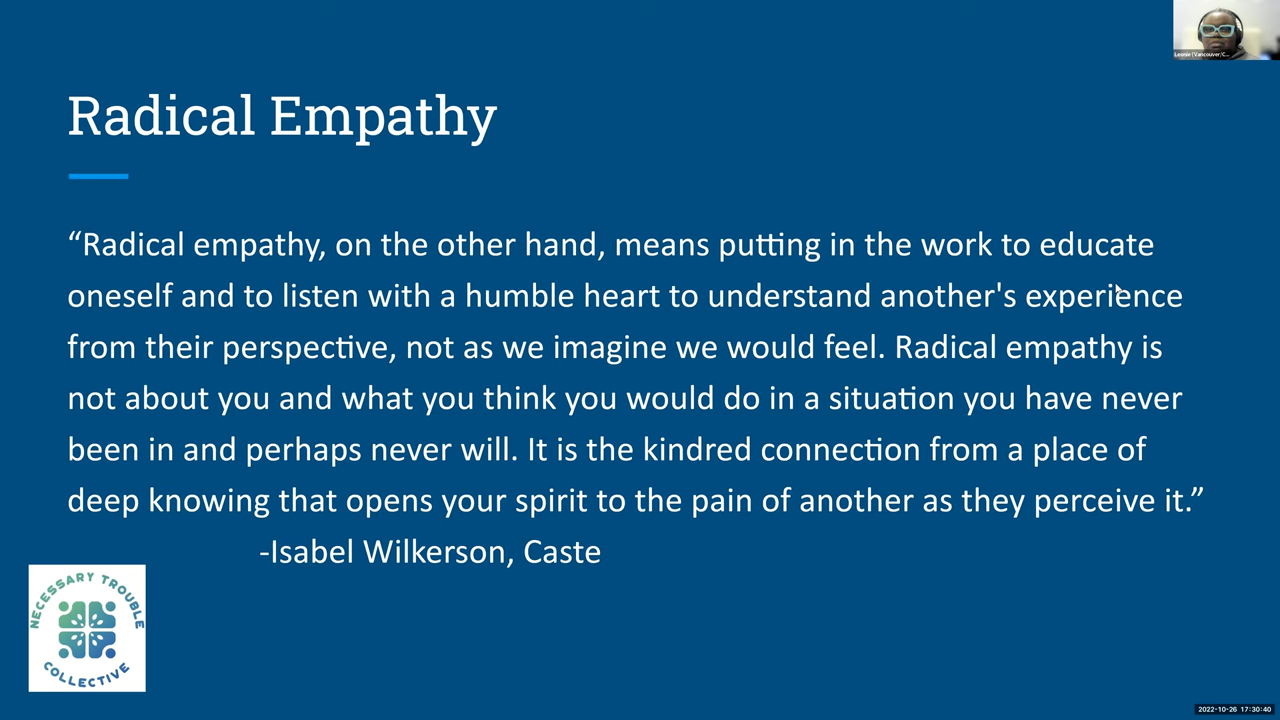 Radical Empathy
“Radical empathy, on the other hand, means putting in the work to educate
oneself and to listen with a humble heart to understand another's experience
from their perspective, not as we imagine we would feel. Radical empathy is
not about you and what you think you would do in a situation you have never
been in and perhaps never will. It is the kindred connection from a place of
deep knowing that opens your spirit to the pain of another as they perceive it.”
-Isabel Wilkerson, Caste
NECESSARY TROUBLE
COLLECTIVE
2022-10-26 17:30:40